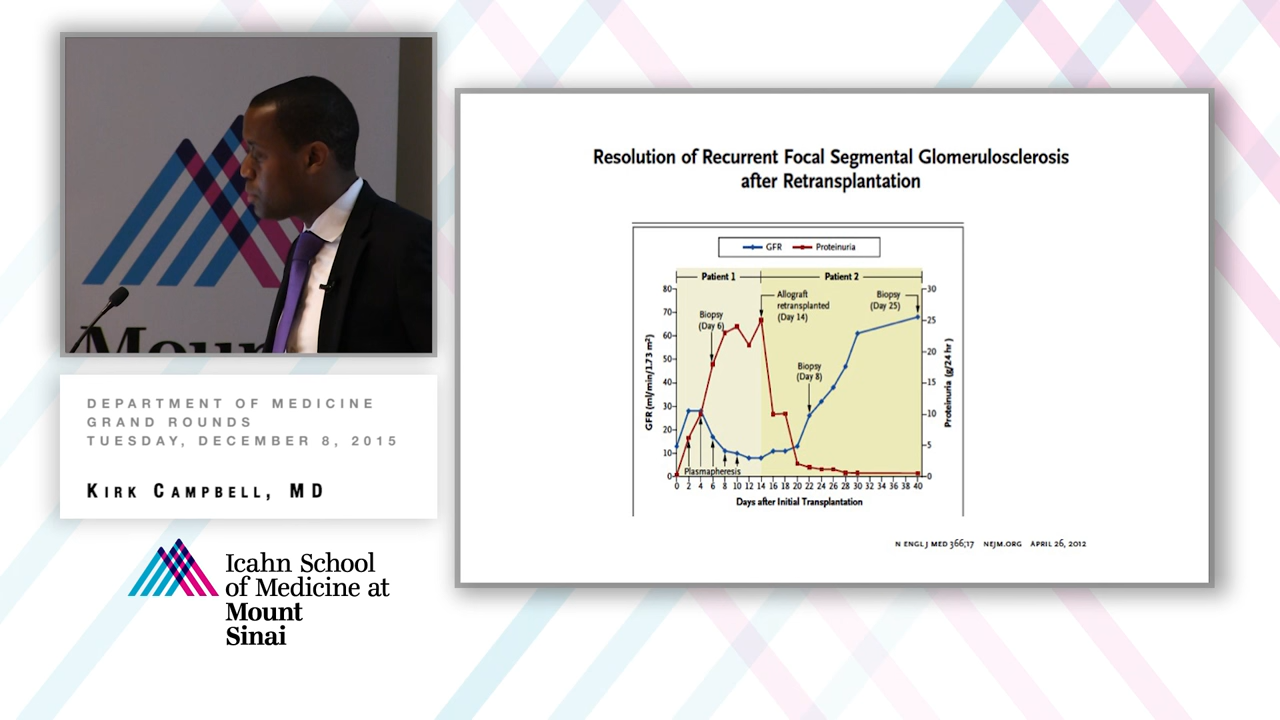 Moun
DEPARTMENT OF MEDICINE
GRAND ROUNDS
TUESDAY, DECEMBER 8, 2015
KIRK CAMPBELL, MD
Icahn School
of Medicine at
Mount
Sinai
Resolution of Recurrent Focal Segmental Glomerulosclerosis
after Retransplantation
GFR Proteinuria
Patient 1 Patient 2
Biopsy
(Day 6)
Allograft
retransplanted
(Day 14)
Biopsy
(Day 8)
Biopsy
(Day 25)
Plasmapheresis
GFR (ml/min/1.73 m²)
80
70
60
50
40
30
20
10
0
Proteinuria (g/24 hr)
30
25
20
15
10
5
0
0 2 4 6 8 10 12 14 16 18 20 22 24 26 28 30 32 34 36 38 40
Days after Initial Transplantation
N ENGL J MED 366;17 NEJM.ORG APRIL 26, 2012